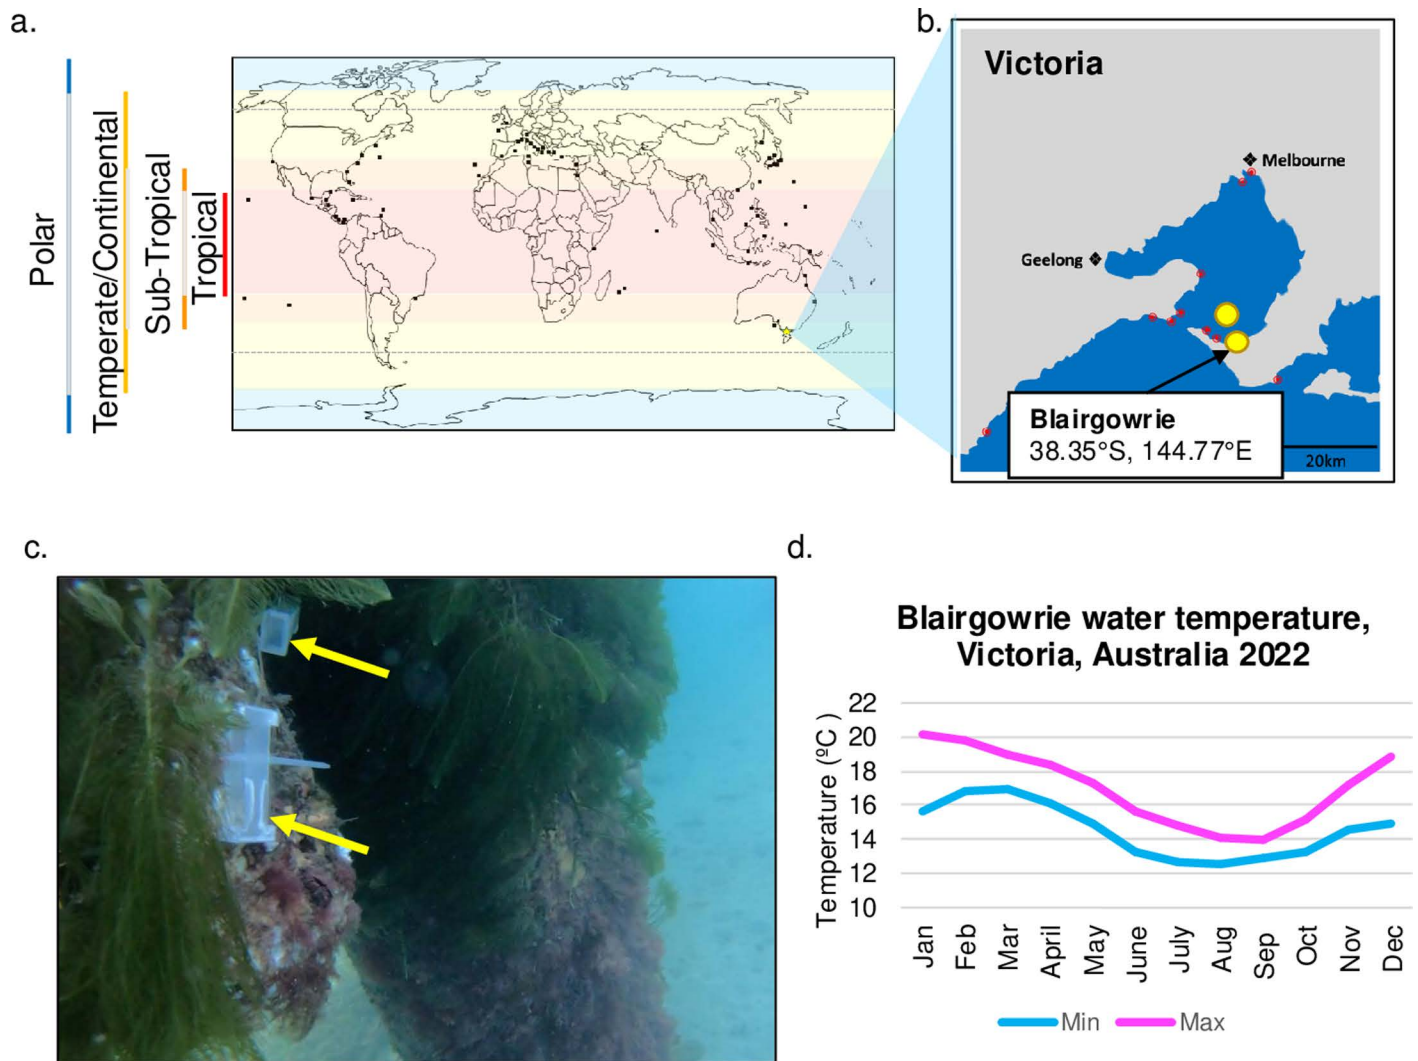 a.
Polar
Temperate/Continental
Sub-Tropical
Tropical
b.
Victoria
Melbourne
Geelong
Blairgowrie
38.35°S, 144.77°E
20km
c.
d.
Blairgowrie water temperature,
Victoria, Australia 2022
Temperature (ºC )
22
20
18
16
14
12
10
Jan
Feb
Mar
April
May
June
July
Aug
Sep
Oct
Nov
Dec
Min
Max